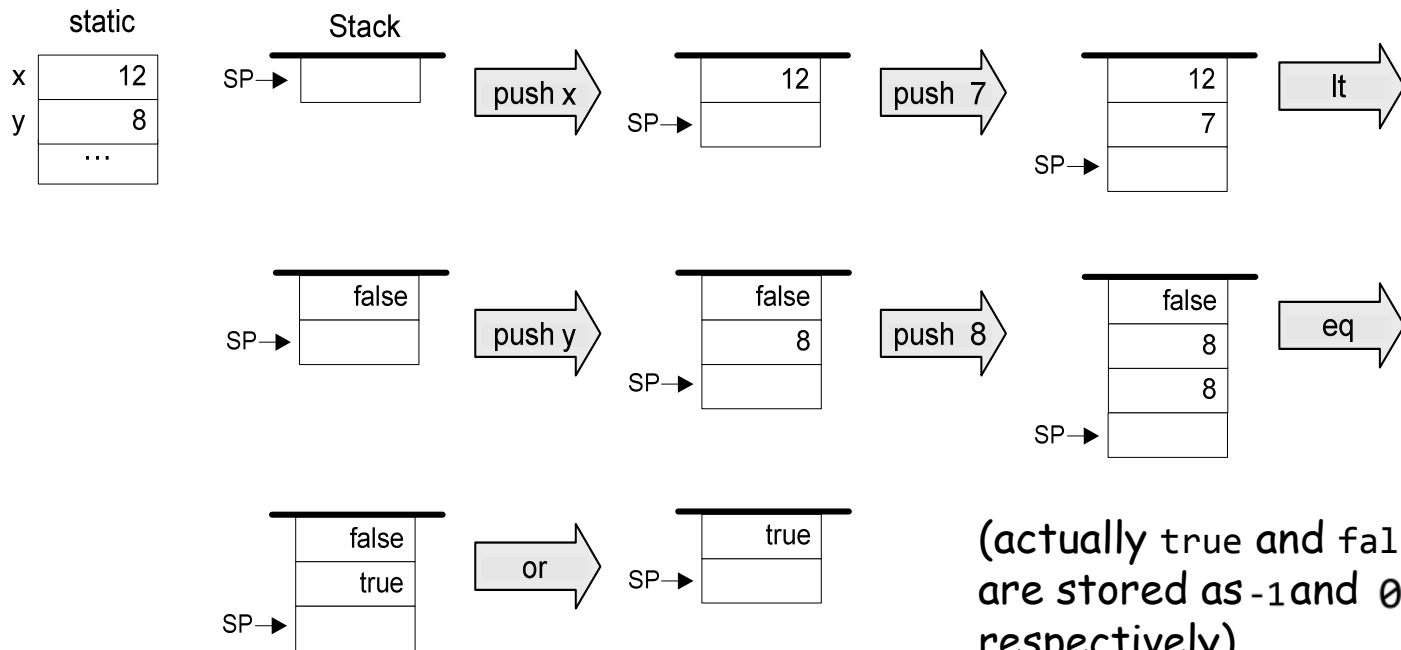 static Stack
x 12 SP push x 12 push 7 12 lt
y 8 SP 7
... SP
false push y false push 8 false eq
SP 8 8
SP 8
SP
false or true
true SP
SP
(actually true and fal
are stored as -1 and 0
respectively)